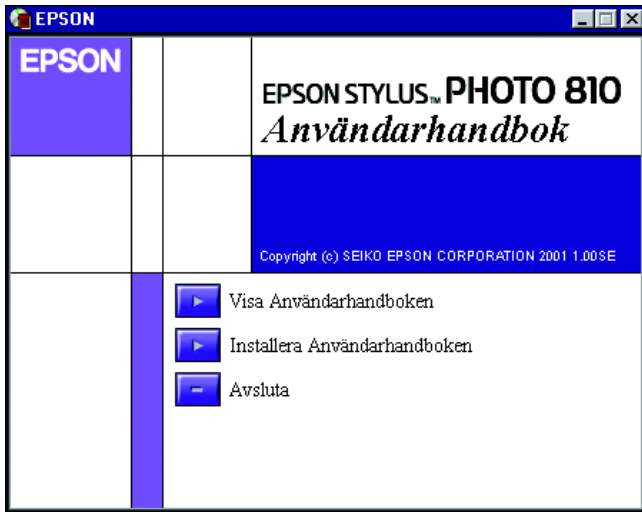 EPSON
EPSON
EPSON STYLUS™ PHOTO 810
Användarhandbok
Copyright (c) SEIKO EPSON CORPORATION 2001 1.00SE
Visa Användarhandboken
Installera Användarhandboken
Avsluta